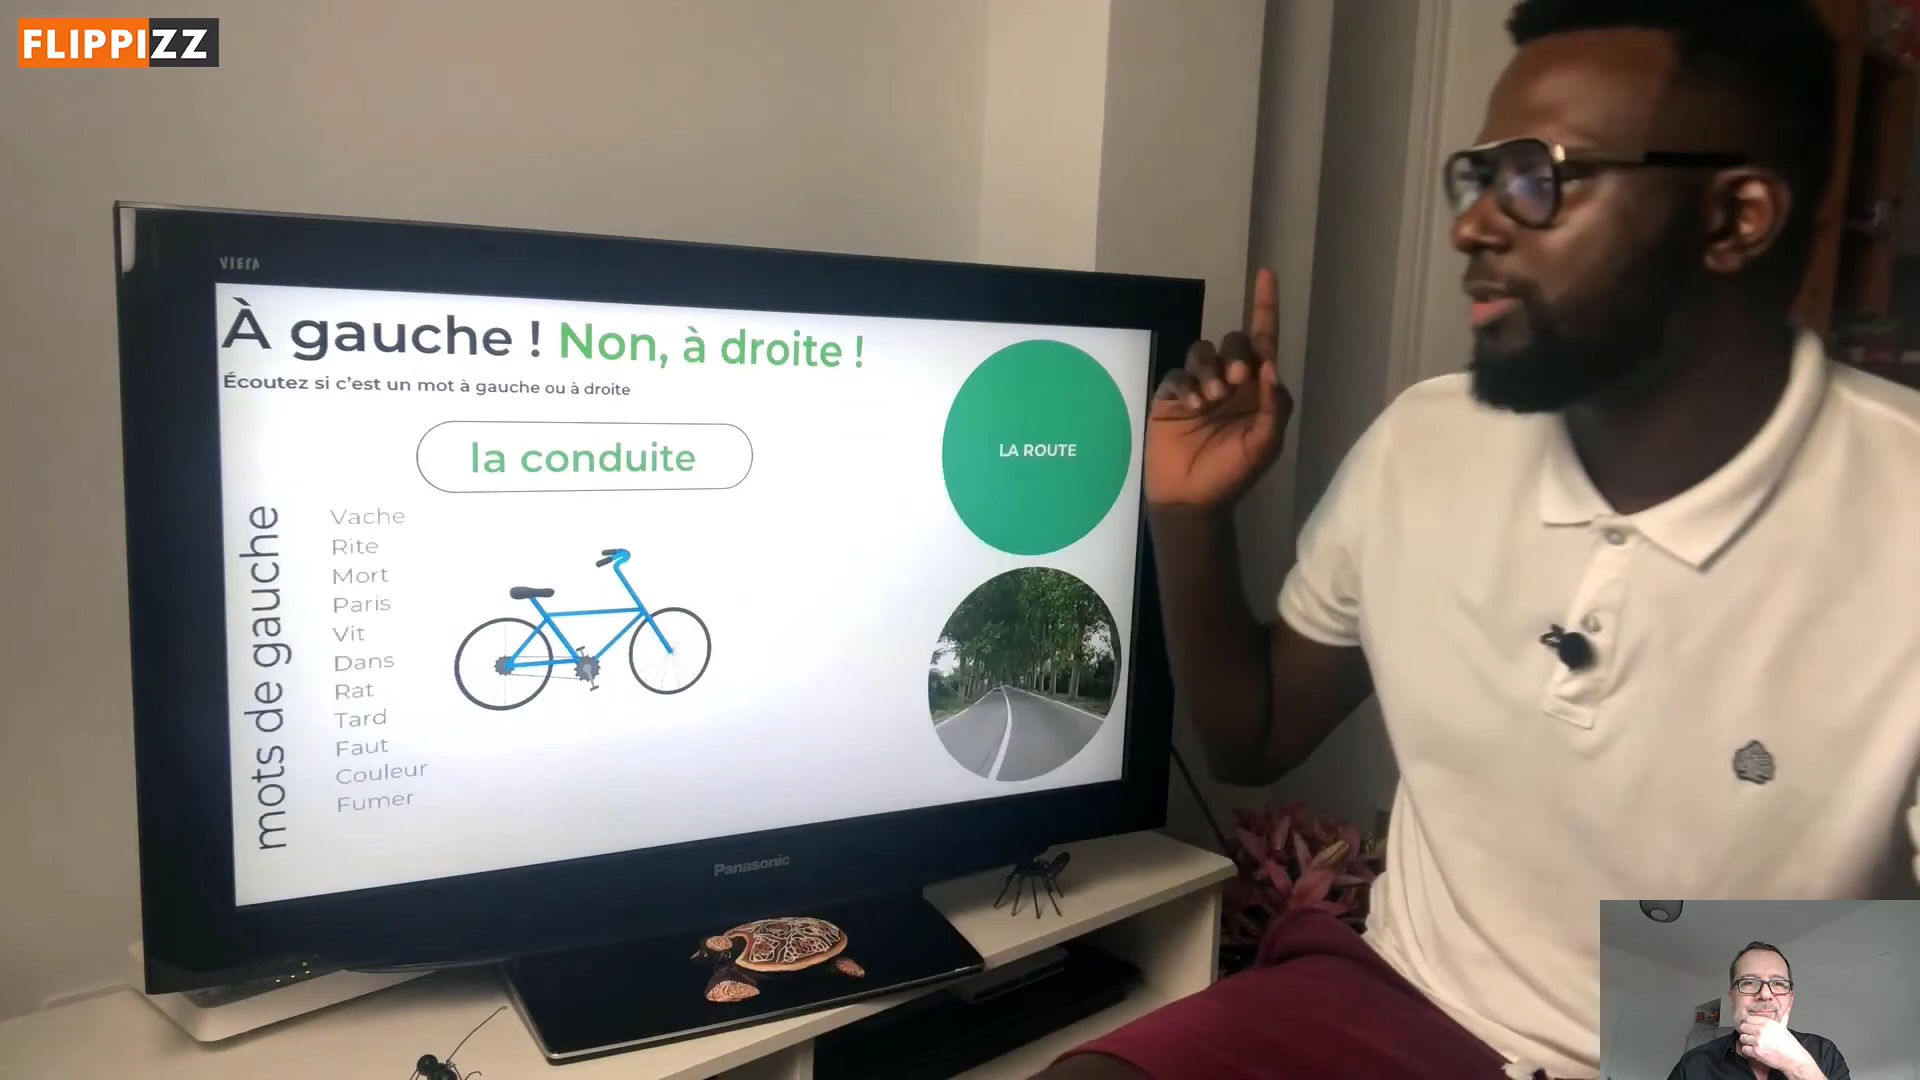 FLIPPIZZ
VIERA
À gauche ! Non, à droite !
Écoutez si c'est un mot à gauche ou à droite
la conduite
LA ROUTE
mots de gauche
Vache
Rite
Mort
Paris
Vit
Dans
Rat
Tard
Faut
Couleur
Fumer
Panasonic